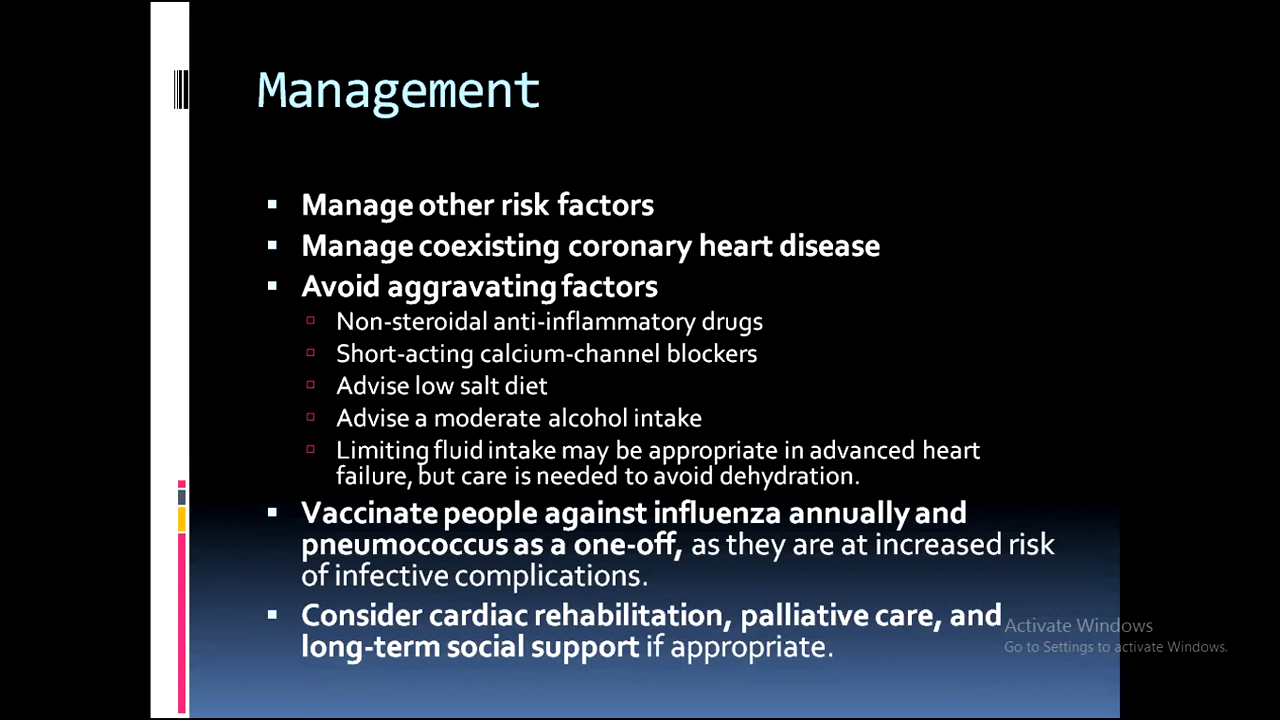 Management
Manage other risk factors
Manage coexisting coronary heart disease
Avoid aggravating factors
Non-steroidal anti-inflammatory drugs
Short-acting calcium-channel blockers
Advise low salt diet
Advise a moderate alcohol intake
Limiting fluid intake may be appropriate in advanced heart
failure, but care is needed to avoid dehydration.
Vaccinate people against influenza annually and
pneumococcus as a one-off, as they are at increased risk
of infective complications.
Consider cardiac rehabilitation, palliative care, and
long-term social support if appropriate.
Activate Windows
Go to Settings to activate Windows.